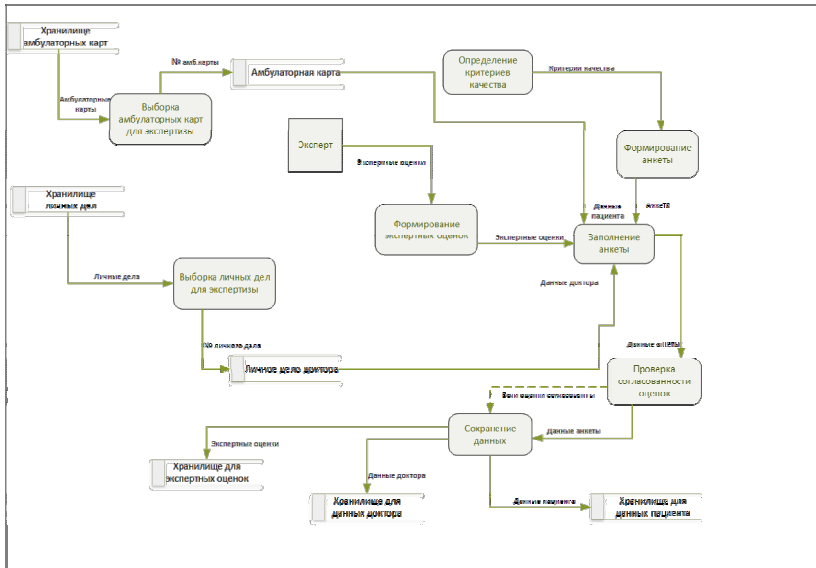 Хранилище
амбулаторных карт
№ амб.карты
Амбулаторная карта
Определение
критериев
качества
Критерии качества
Амбулаторные
карты
Выборка
амбулаторных карт
для экспертизы
Эксперт
Экспертные оценки
Формирование
анкеты
Хранилище
личных дел
Формирование
экспертных оценок
Данные
пациента
Анкета
Экспертные оценки
Заполнение
анкеты
Личные дела
Выборка личных дел
для экспертизы
Данные доктора
№ личного дела
Данные анкеты
Личное дело доктора
Проверка
согласованности
оценок
Если оценки согласованы
Сохранение
данных
Данные анкеты
Экспертные оценки
Хранилище для
экспертных оценок
Данные доктора
Хранилище для
данных доктора
Данные пациента
Хранилище для
данных пациента